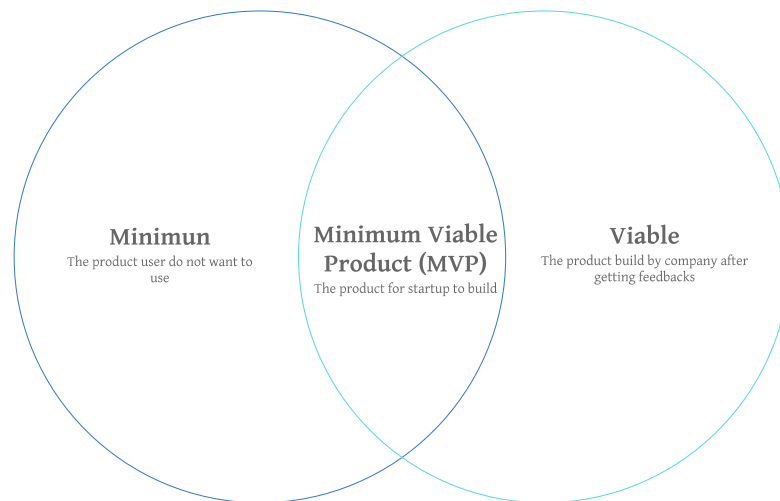 Minimun
The product user do not want to
use
Minimum Viable
Product (MVP)
The product for startup to build
Viable
The product build by company after
getting feedbacks